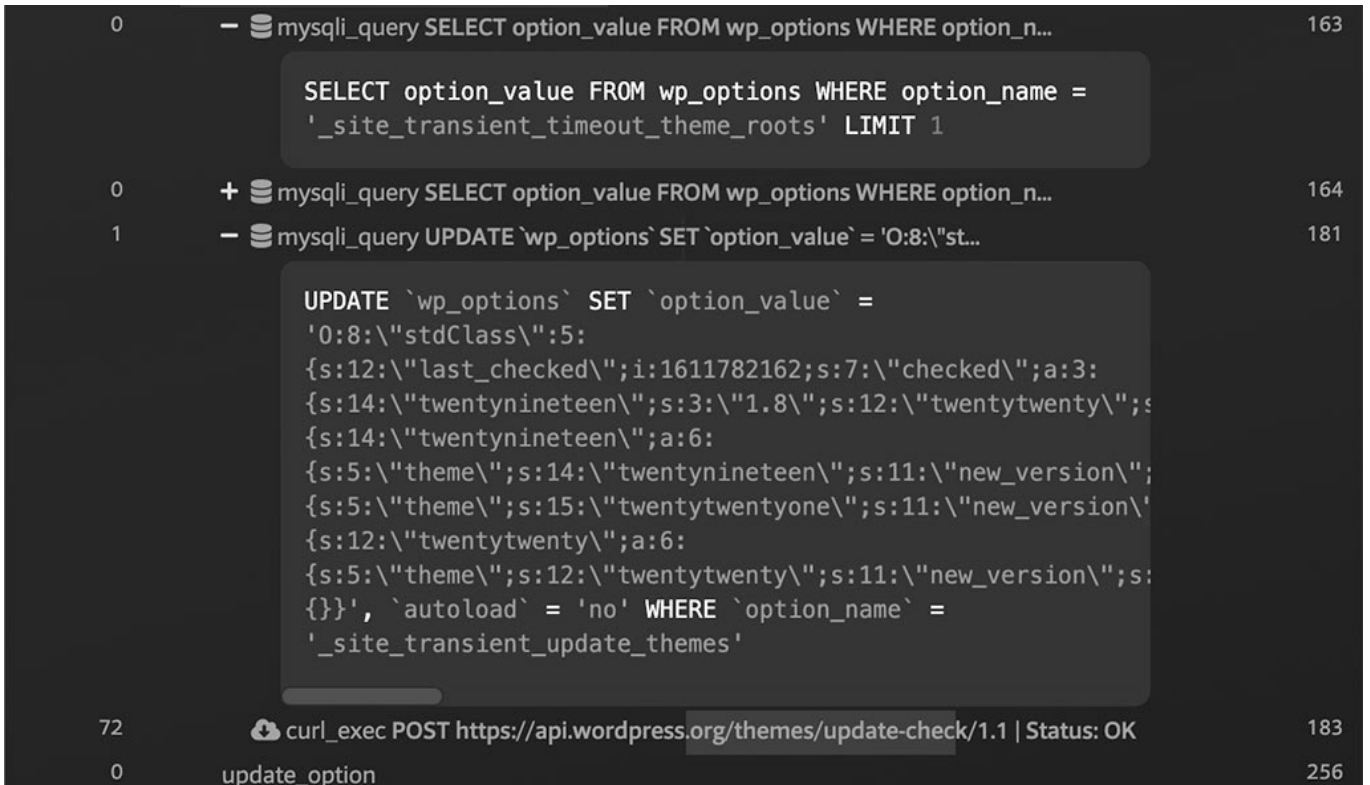 0 − mysqli_query SELECT option_value FROM wp_options WHERE option_n... 163
SELECT option_value FROM wp_options WHERE option_name =
'_site_transient_timeout_theme_roots' LIMIT 1
0 + mysqli_query SELECT option_value FROM wp_options WHERE option_n... 164
1 − mysqli_query UPDATE `wp_options` SET `option_value` = 'O:8:\"st... 181
UPDATE `wp_options` SET `option_value` =
'O:8:\"stdClass\":5:
{s:12:\"last_checked\";i:1611782162;s:7:\"checked\";a:3:
{s:14:\"twentynineteen\";s:3:\"1.8\";s:12:\"twentytwenty\";s
{s:14:\"twentynineteen\";a:6:
{s:5:\"theme\";s:14:\"twentynineteen\";s:11:\"new_version\";
{s:5:\"theme\";s:15:\"twentytwentyone\";s:11:\"new_version\"
{s:12:\"twentytwenty\";a:6:
{s:5:\"theme\";s:12:\"twentytwenty\";s:11:\"new_version\";s:
{}}', `autoload` = 'no' WHERE `option_name` =
'_site_transient_update_themes'
72 curl_exec POST https://api.wordpress.org/themes/update-check/1.1 | Status: OK 183
0 update_option 256